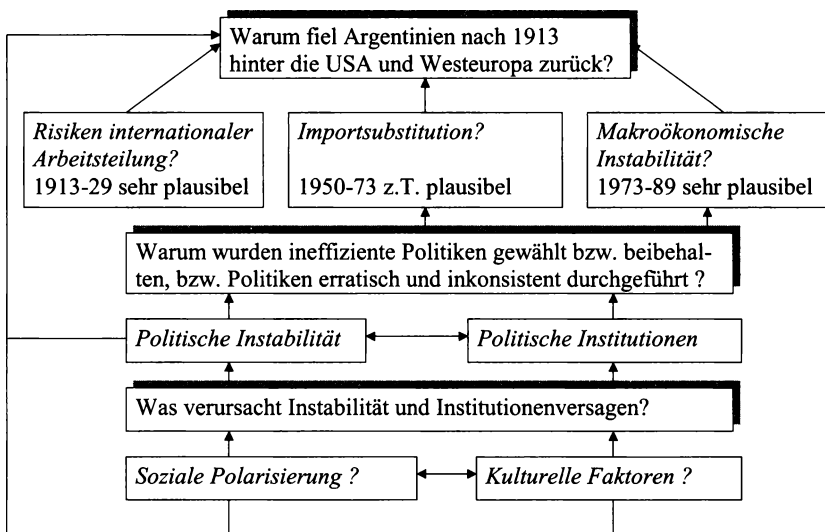 Warum fiel Argentinien nach 1913
hinter die USA und Westeuropa zurück?
Risiken internationaler
Arbeitsteilung?
1913-29 sehr plausibel
Importsubstitution?
1950-73 z.T. plausibel
Makroökonomische
Instabilität?
1973-89 sehr plausibel
Warum wurden ineffiziente Politiken gewählt bzw. beibehal-
ten, bzw. Politiken erratisch und inkonsistent durchgeführt ?
Politische Instabilität
Politische Institutionen
Was verursacht Instabilität und Institutionenversagen?
Soziale Polarisierung ?
Kulturelle Faktoren ?